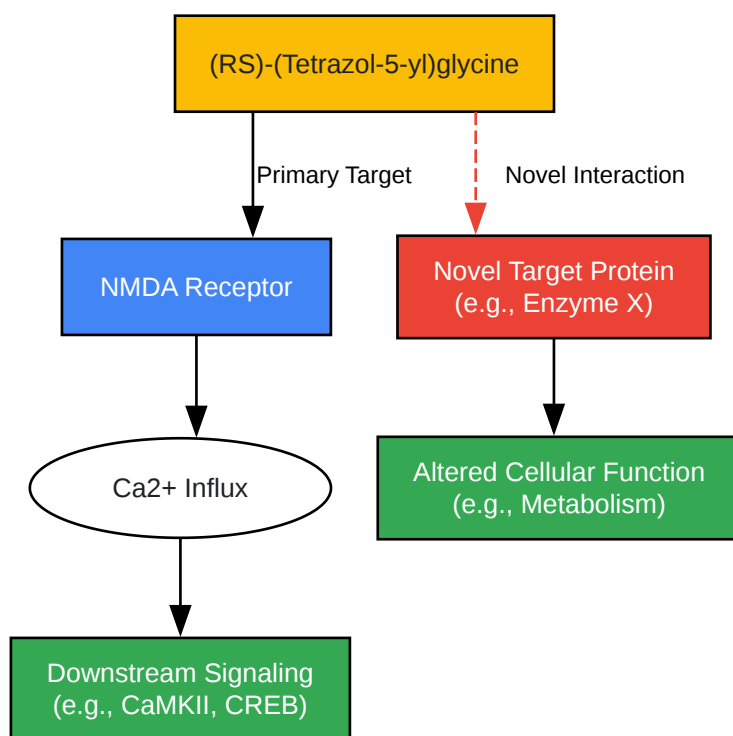 (RS)-(Tetrazol-5-yl)glycine
Primary Target
Novel Interaction
NMDA Receptor
Novel Target Protein
(e.g., Enzyme X)
Ca2+ Influx
Altered Cellular Function
(e.g., Metabolism)
Downstream Signaling
(e.g., CaMKII, CREB)